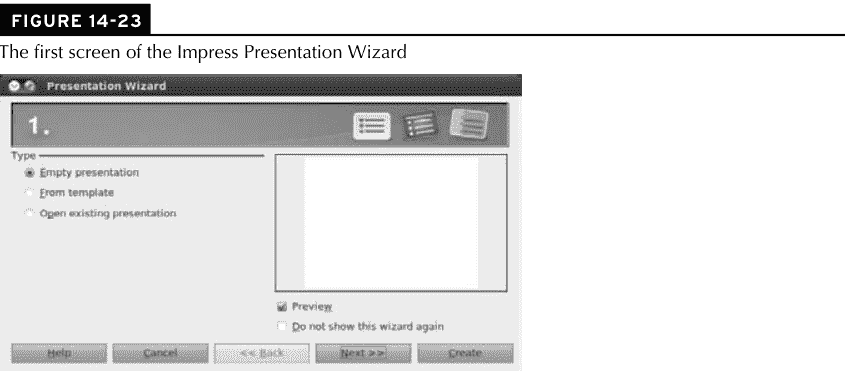 FIGURE 14-23
The first screen of the Impress Presentation Wizard
Presentation Wizard
1.
Type
Empty presentation
From template
Open existing presentation
Preview
Do not show this wizard again
Help
Cancel
<< Back
Next >>
Create